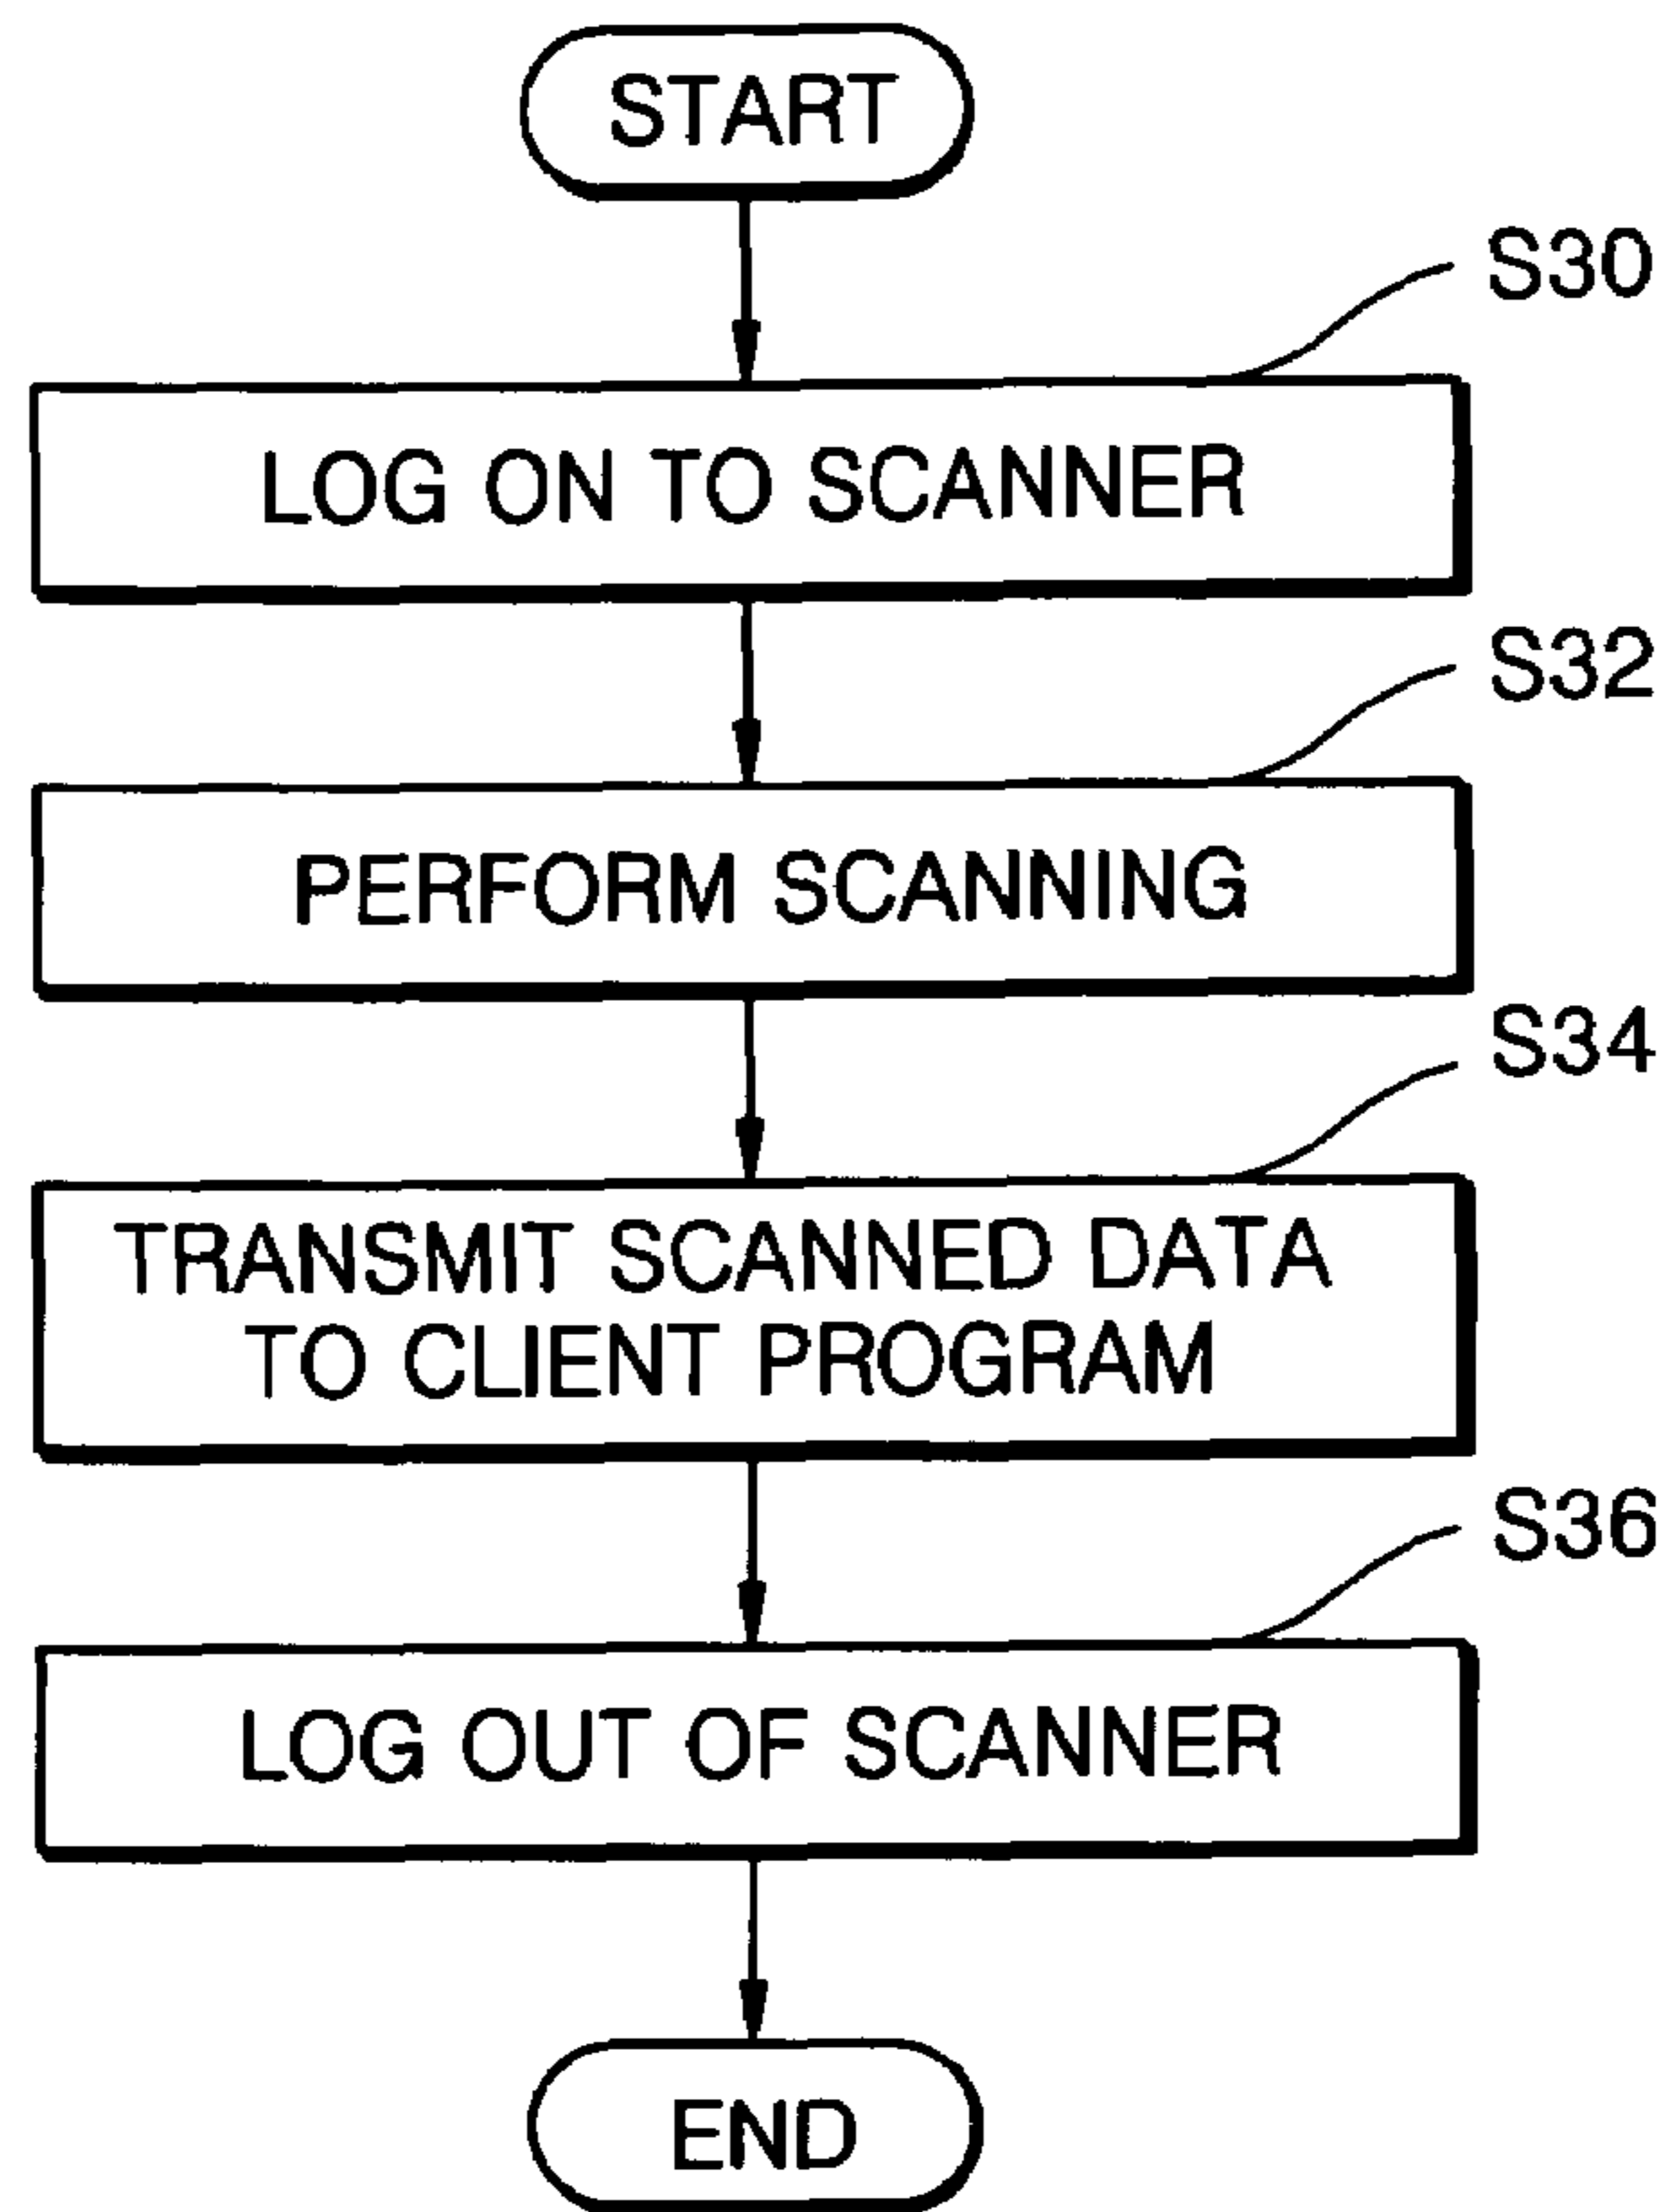 START
S30
LOG ON TO SCANNER
S32
PERFORM SCANNING
S34
TRANSMIT SCANNED DATA
TO CLIENT PROGRAM
S36
LOG OUT OF SCANNER
END